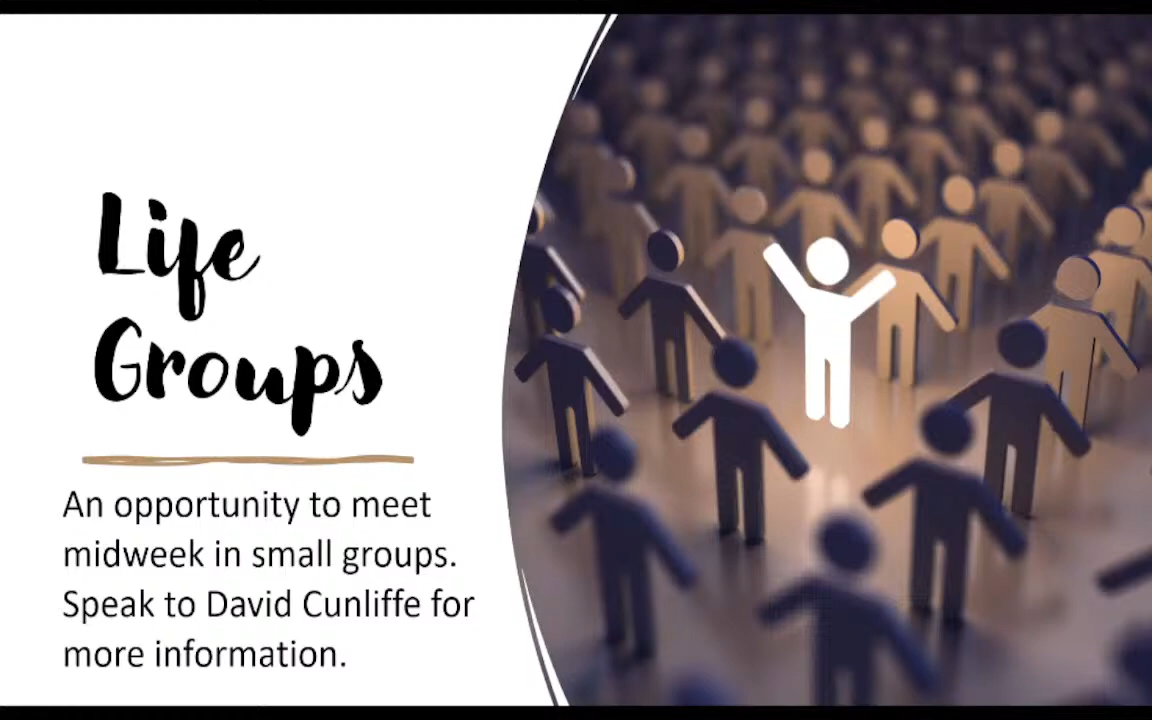 Life
Groups
An opportunity to meet
midweek in small groups.
Speak to David Cunliffe for
more information.